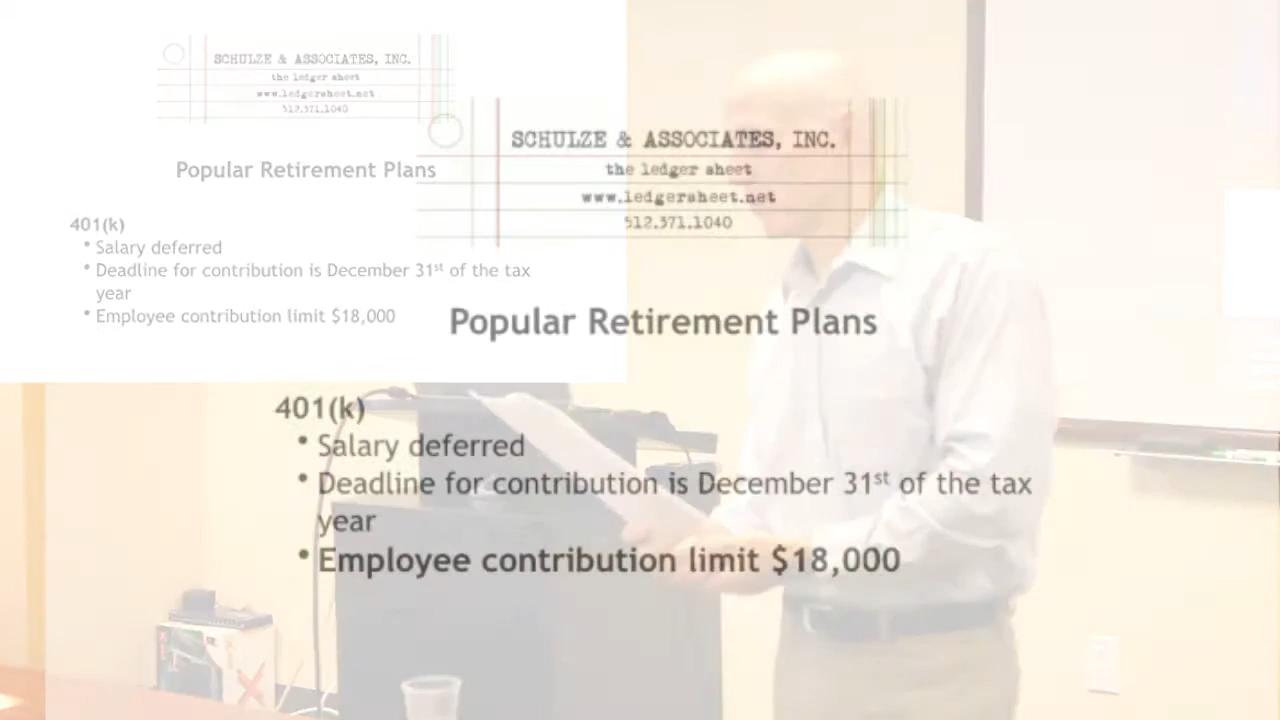 SCHULZE & ASSOCIATES, INC.
the ledger sheet
www.ledgersheet.net
512.371.1040
Popular Retirement Plans
401(k)
• Salary deferred
• Deadline for contribution is December 31st of the tax
year
• Employee contribution limit $18,000
SCHULZE & ASSOCIATES, INC.
the ledger sheet
www.ledgersheet.net
512.371.1040
Popular Retirement Plans
401(k)
• Salary deferred
• Deadline for contribution is December 31st of the tax
year
• Employee contribution limit $18,000